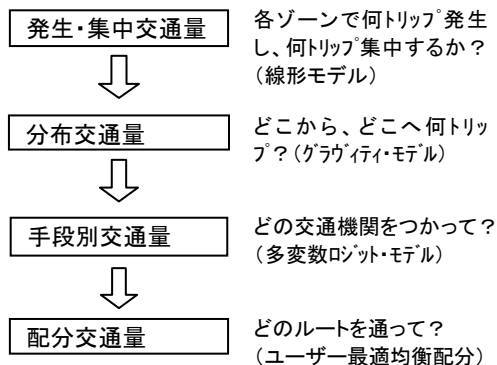 発生・集中交通量
各ゾーンで何ﾄﾘｯﾌﾟ発生
し、何ﾄﾘｯﾌﾟ集中するか？
（線形モデル）
分布交通量
どこから、どこへ何ﾄﾘｯ
ﾌﾟ？（ｸﾞﾗｳﾞｨﾃｨ・ﾓﾃﾞﾙ）
手段別交通量
どの交通機関をつかって？
（多変数ﾛｼﾞｯﾄ・ﾓﾃﾞﾙ）
配分交通量
どのルートを通って？
（ユーザー最適均衡配分）